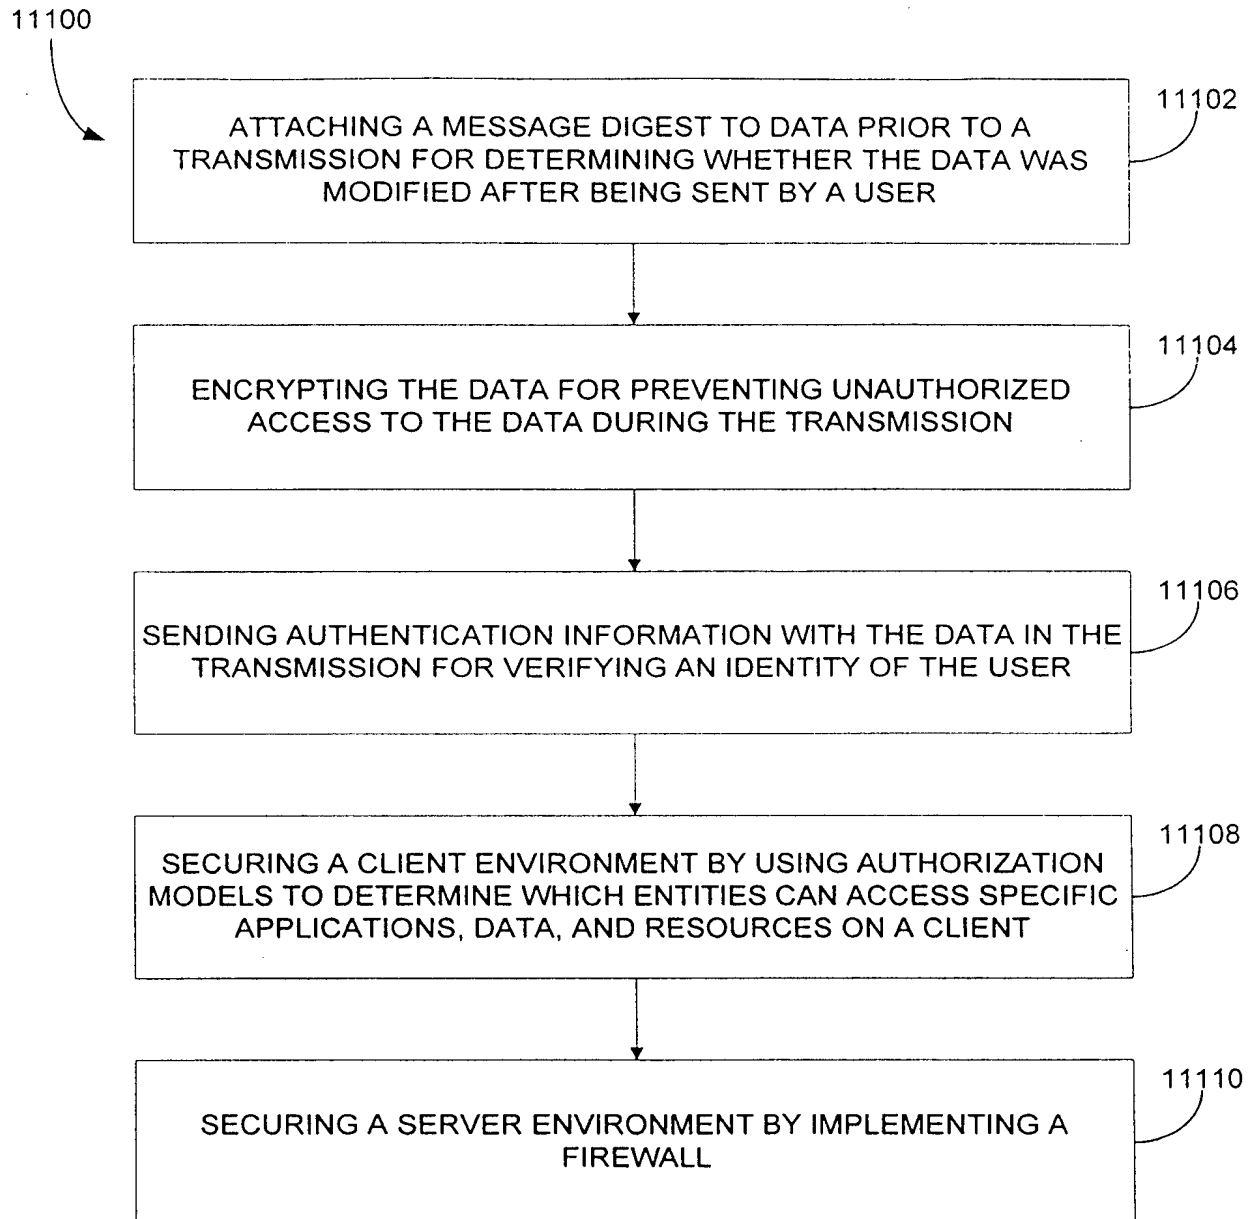 11100
11102
ATTACHING A MESSAGE DIGEST TO DATA PRIOR TO A
TRANSMISSION FOR DETERMINING WHETHER THE DATA WAS
MODIFIED AFTER BEING SENT BY A USER
11104
ENCRYPTING THE DATA FOR PREVENTING UNAUTHORIZED
ACCESS TO THE DATA DURING THE TRANSMISSION
11106
SENDING AUTHENTICATION INFORMATION WITH THE DATA IN THE
TRANSMISSION FOR VERIFYING AN IDENTITY OF THE USER
11108
SECURING A CLIENT ENVIRONMENT BY USING AUTHORIZATION
MODELS TO DETERMINE WHICH ENTITIES CAN ACCESS SPECIFIC
APPLICATIONS, DATA, AND RESOURCES ON A CLIENT
11110
SECURING A SERVER ENVIRONMENT BY IMPLEMENTING A
FIREWALL